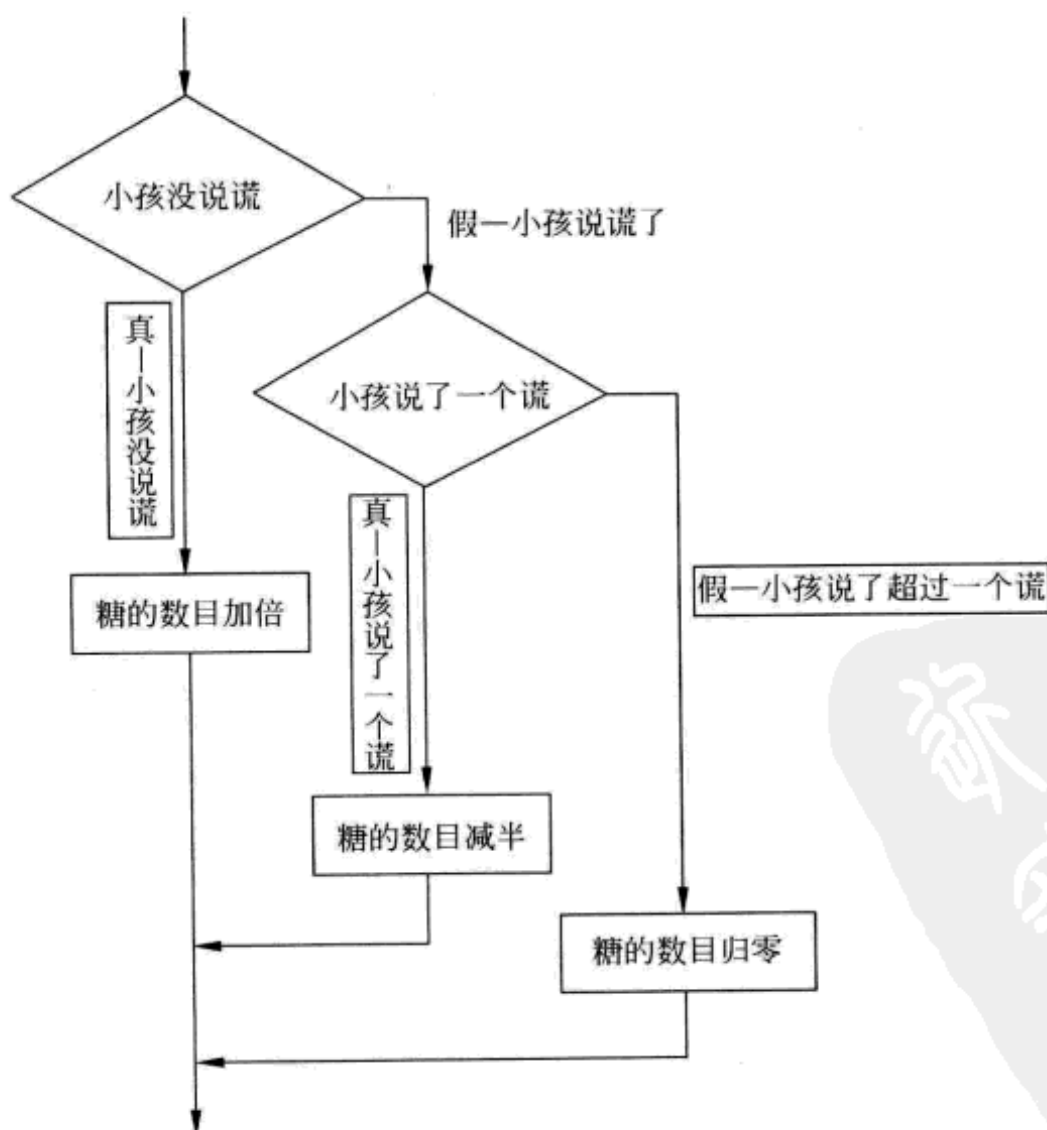 小孩没说谎
假—小孩说谎了
真—小孩没说谎
小孩说了一个谎
真—小孩说了一个谎
假—小孩说了超过一个谎
糖的数目加倍
糖的数目减半
糖的数目归零